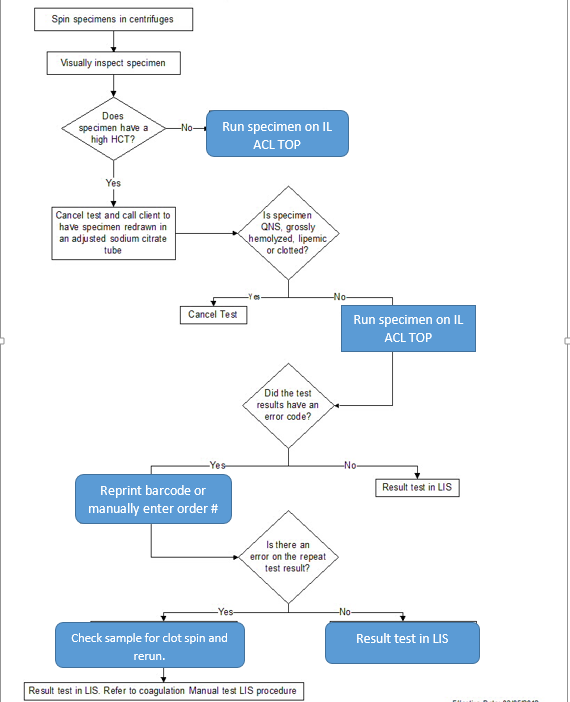 Spin specimens in centrifuges
Visually inspect specimen
Does
specimen have a
high HCT?
No
Run specimen on IL
ACL TOP
Yes
Cancel test and call client to
have specimen redrawn in
an adjusted sodium citrate
tube
Is specimen
QNS, grossly
hemolyzed, lipemic
or clotted?
Yes
No
Cancel Test
Run specimen on IL
ACL TOP
Did the test
results have an
error code?
Yes
No
Reprint barcode or
manually enter order #
Result test in LIS
Is there an
error on the repeat
test result?
Yes
No
Check sample for clot spin and
rerun.
Result test in LIS
Result test in LIS. Refer to coagulation Manual test LIS procedure